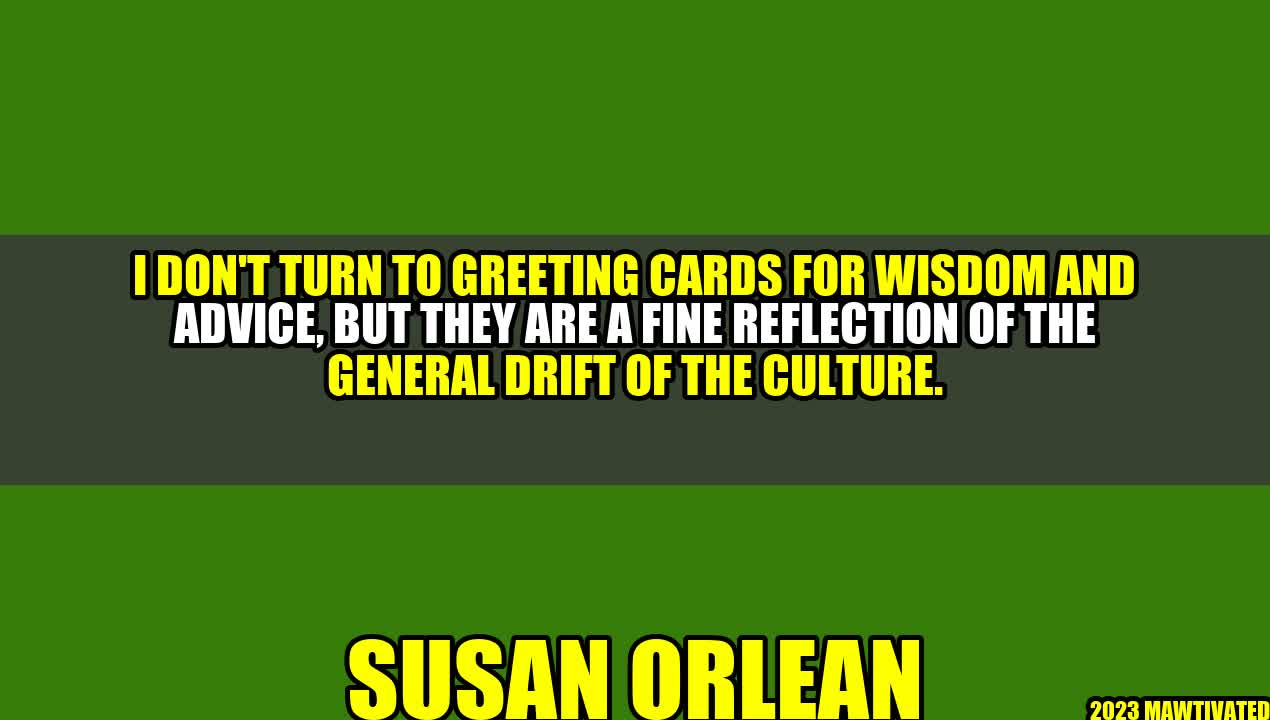 I DON'T TURN TO GREETING CARDS FOR WISDOM AND
ADVICE, BUT THEY ARE A FINE REFLECTION OF THE
GENERAL DRIFT OF THE CULTURE.
SUSAN ORLEAN
2023 MAWTIVATED